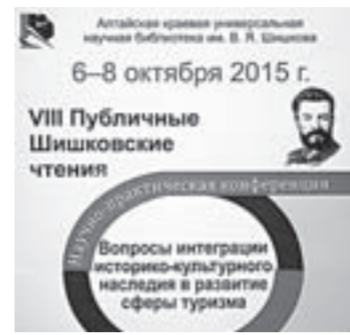 Алтайская краевая универсальная
научная библиотека им. В. Я. Шишкова
6–8 октября 2015 г.
VIII Публичные
Шишковские
чтения
Научно-практическая конференция
Вопросы интеграции
историко-культурного
наследия в развитие
сферы туризма